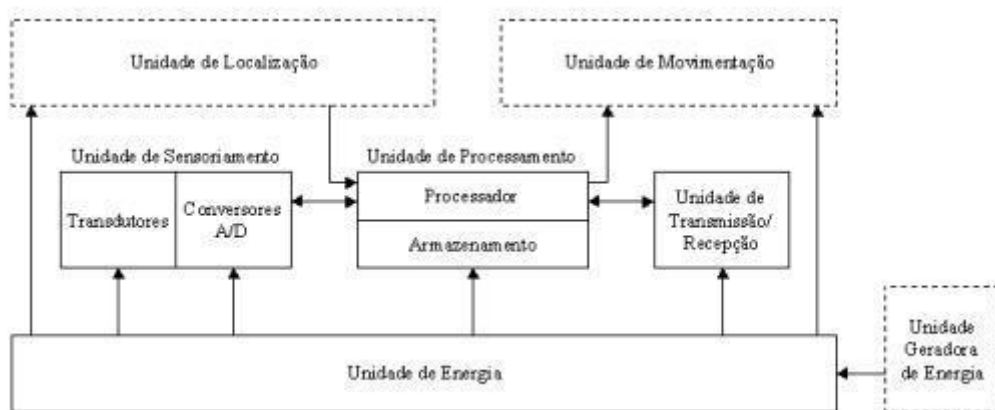 Unidade de Localização
Unidade de Movimentação
Unidade de Sensoriamento
Unidade de Processamento
Transdutores
Conversores
A/D
Processador
Armazenamento
Unidade de
Transmissão/
Recepção
Unidade de Energia
Unidade
Geradora
de Energia